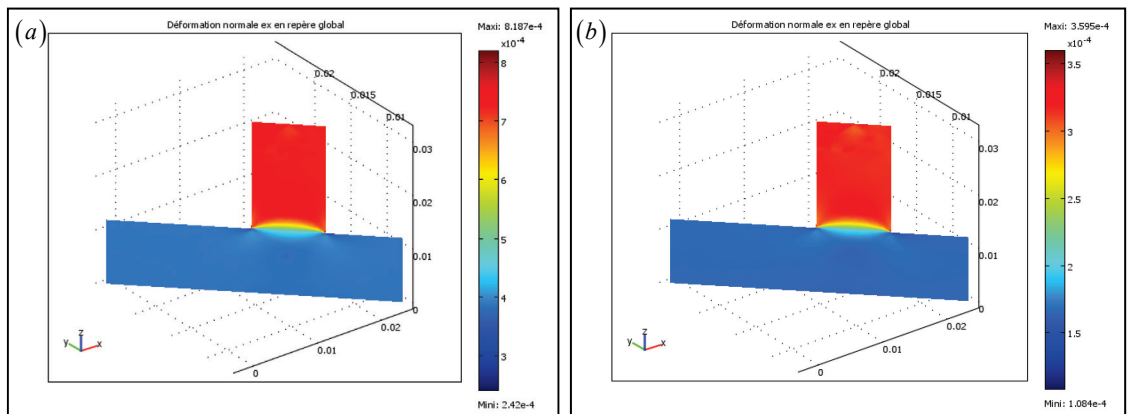 (a)
Déformation normale ex en repère global
Maxi: 8.187e-4
x10⁻⁴
8
7
6
5
4
3
Mini: 2.42e-4
0.02
0.015
0.01
0.03
0.02
0.01
0
0.02
0.01
0
z
y
x
(b)
Déformation normale ex en repère global
Maxi: 3.595e-4
x10⁻⁴
3.5
3
2.5
2
1.5
Mini: 1.084e-4
0.02
0.015
0.01
0.03
0.02
0.01
0
0.02
0.01
0
z
y
x